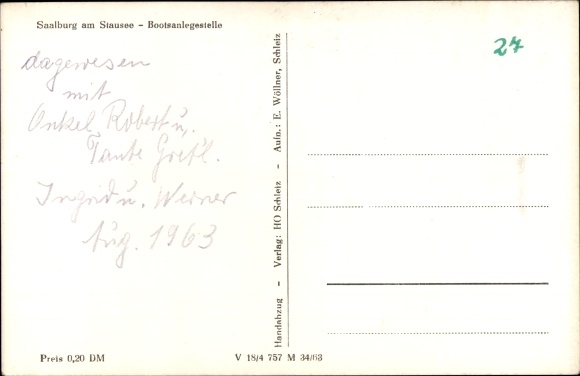 Saalburg am Stausee - Bootsanlegestelle
27
dagewesen
mit
Onkel Robert u.
Tante Gretl.
Ingrid u. Werner
Aug. 1963
Handabzug - Verlag: HO Schleiz - Aufn.: E. Wöllner, Schleiz
Preis 0,20 DM
V 18/4 757 M 34/63